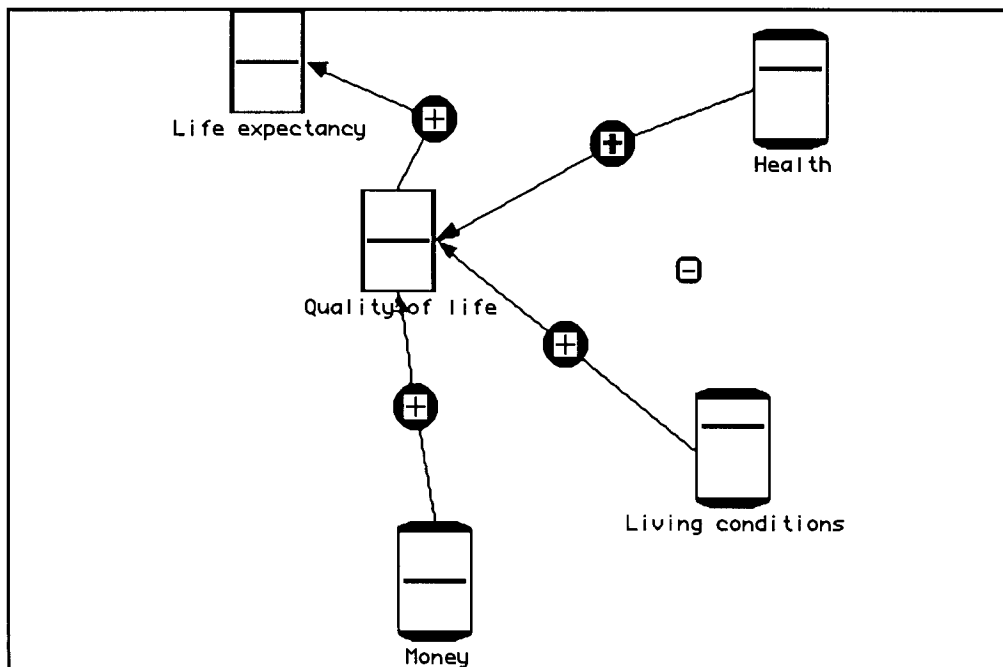 Life expectancy
+
+
Health
Quality of life
-
+
+
Living conditions
Money